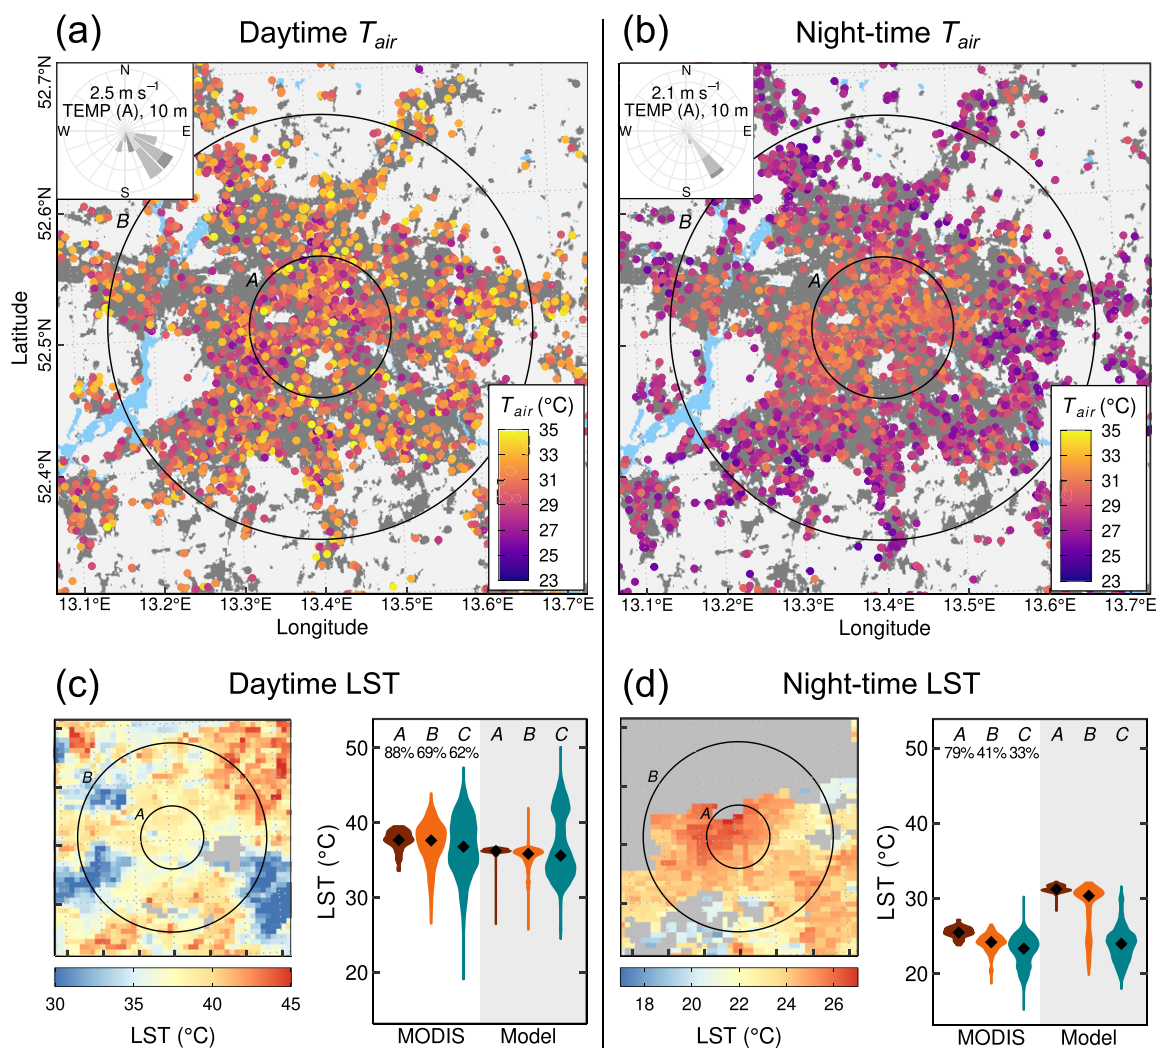 (a) Daytime Tair
N
2.5 m s–1
TEMP (A), 10 m
W E
S
B
A
52.7°N
52.6°N
52.5°N
52.4°N
Latitude
Tair (°C)
35
33
31
29
27
25
23
13.1°E 13.2°E 13.3°E 13.4°E 13.5°E 13.6°E 13.7°E
Longitude
(b) Night-time Tair
N
2.1 m s–1
TEMP (A), 10 m
W E
S
B
A
Tair (°C)
35
33
31
29
27
25
23
13.1°E 13.2°E 13.3°E 13.4°E 13.5°E 13.6°E 13.7°E
Longitude
(c) Daytime LST
B
A
30 35 40 45
LST (°C)
A B C A B C
88% 69% 62%
50
40
30
20
LST (°C)
MODIS Model
(d) Night-time LST
B
A
18 20 22 24 26
LST (°C)
A B C A B C
79% 41% 33%
50
40
30
20
LST (°C)
MODIS Model